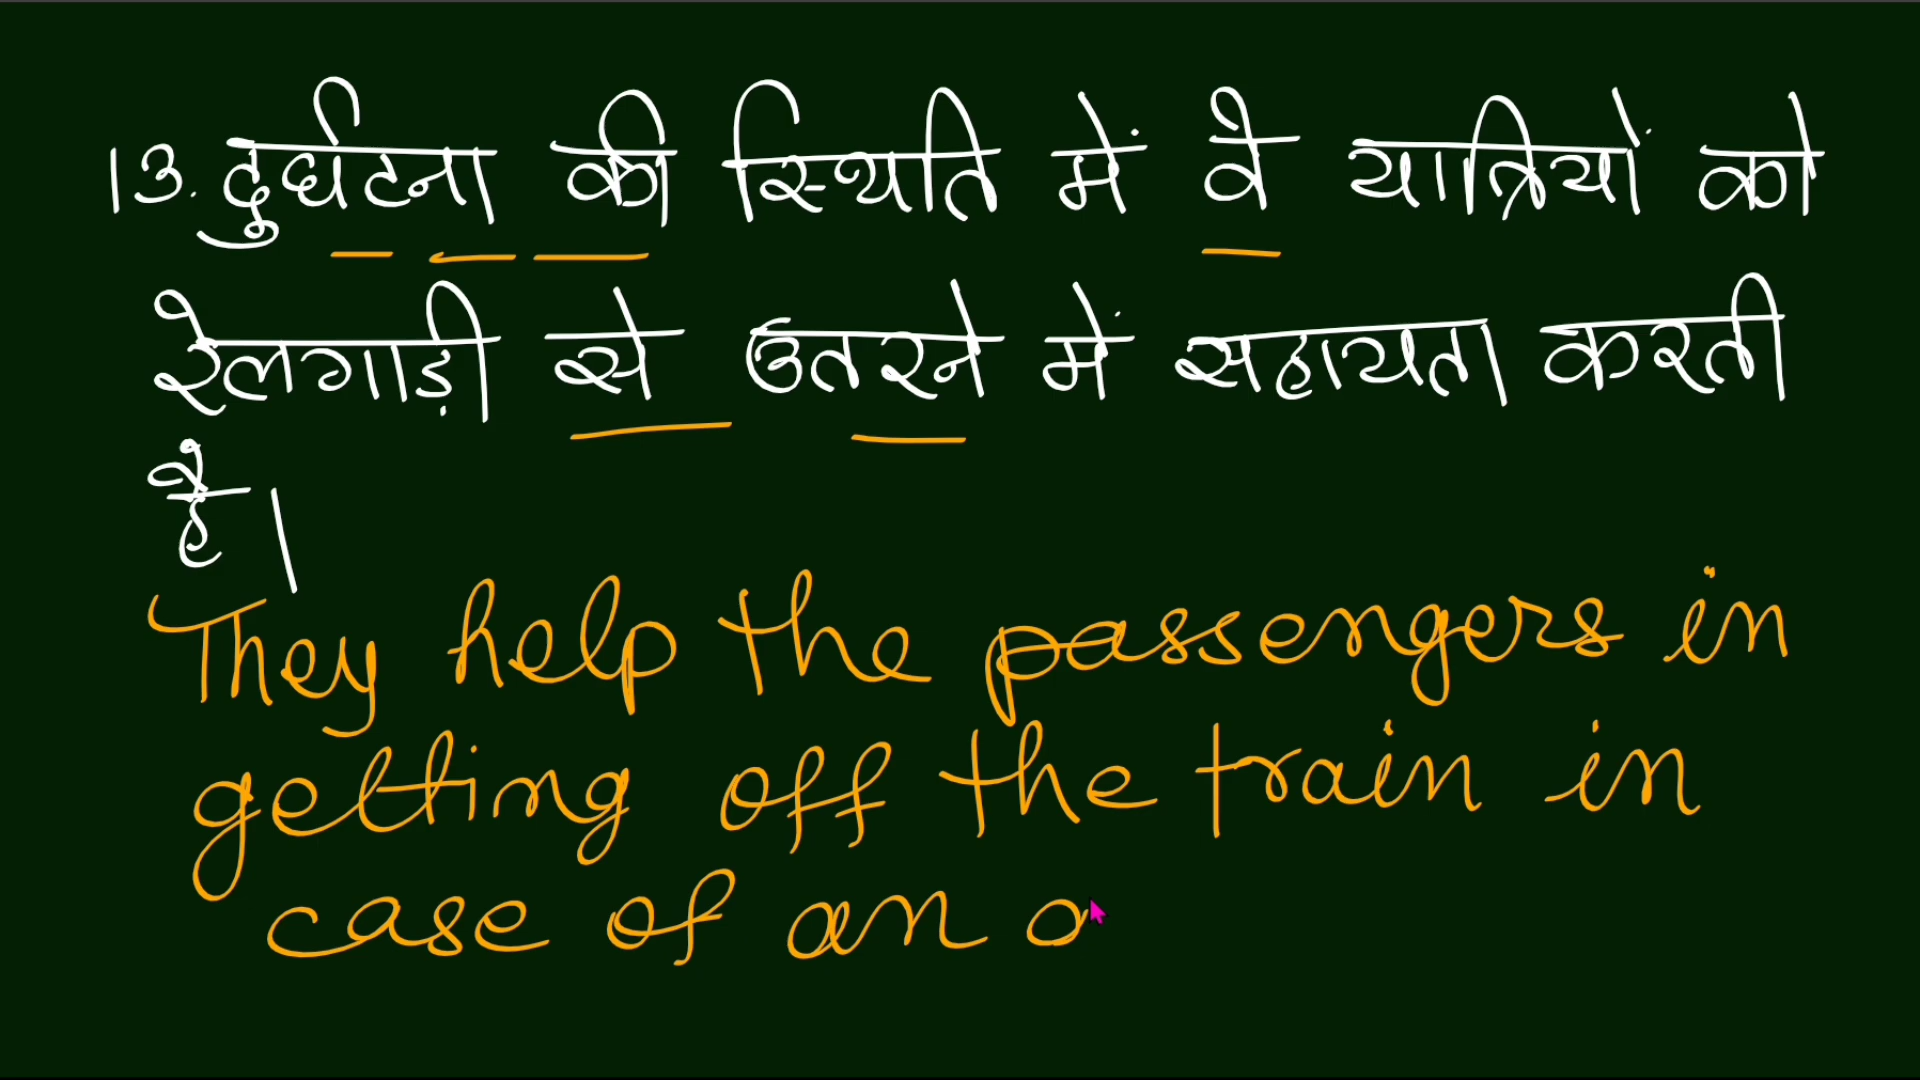 13. दुर्घटना की स्थिति में वे यात्रियों को
रेलगाड़ी से उतरने में सहायता करती
है।
They help the passengers in
getting off the train in
case of an a